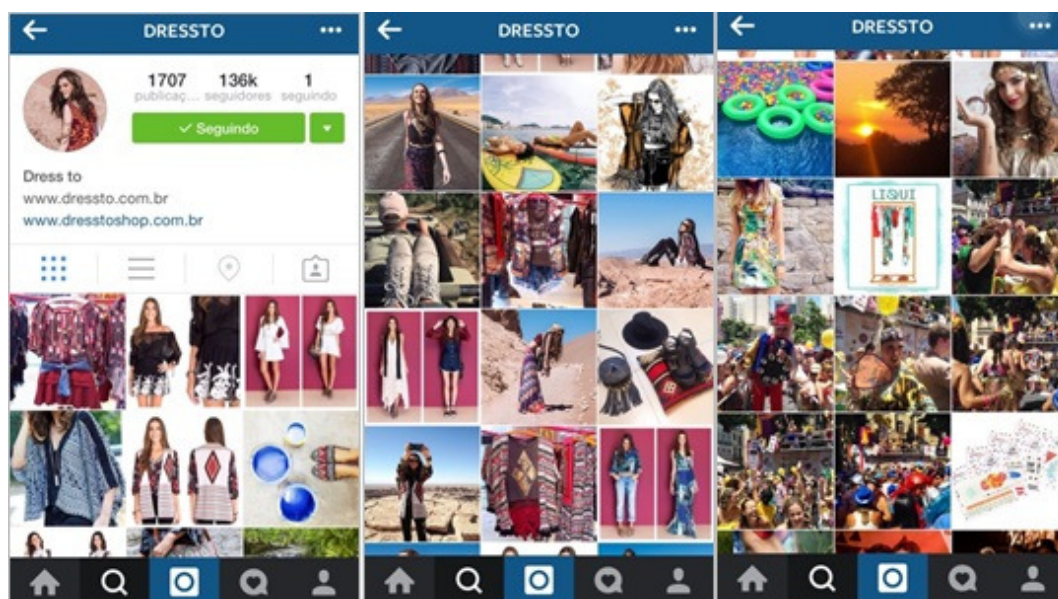 DRESSTO
1707 136k 1
publicaç... seguidores seguindo
Seguindo
Dress to
www.dressto.com.br
www.dresstoshop.com.br
DRESSTO
DRESSTO
LISQUI